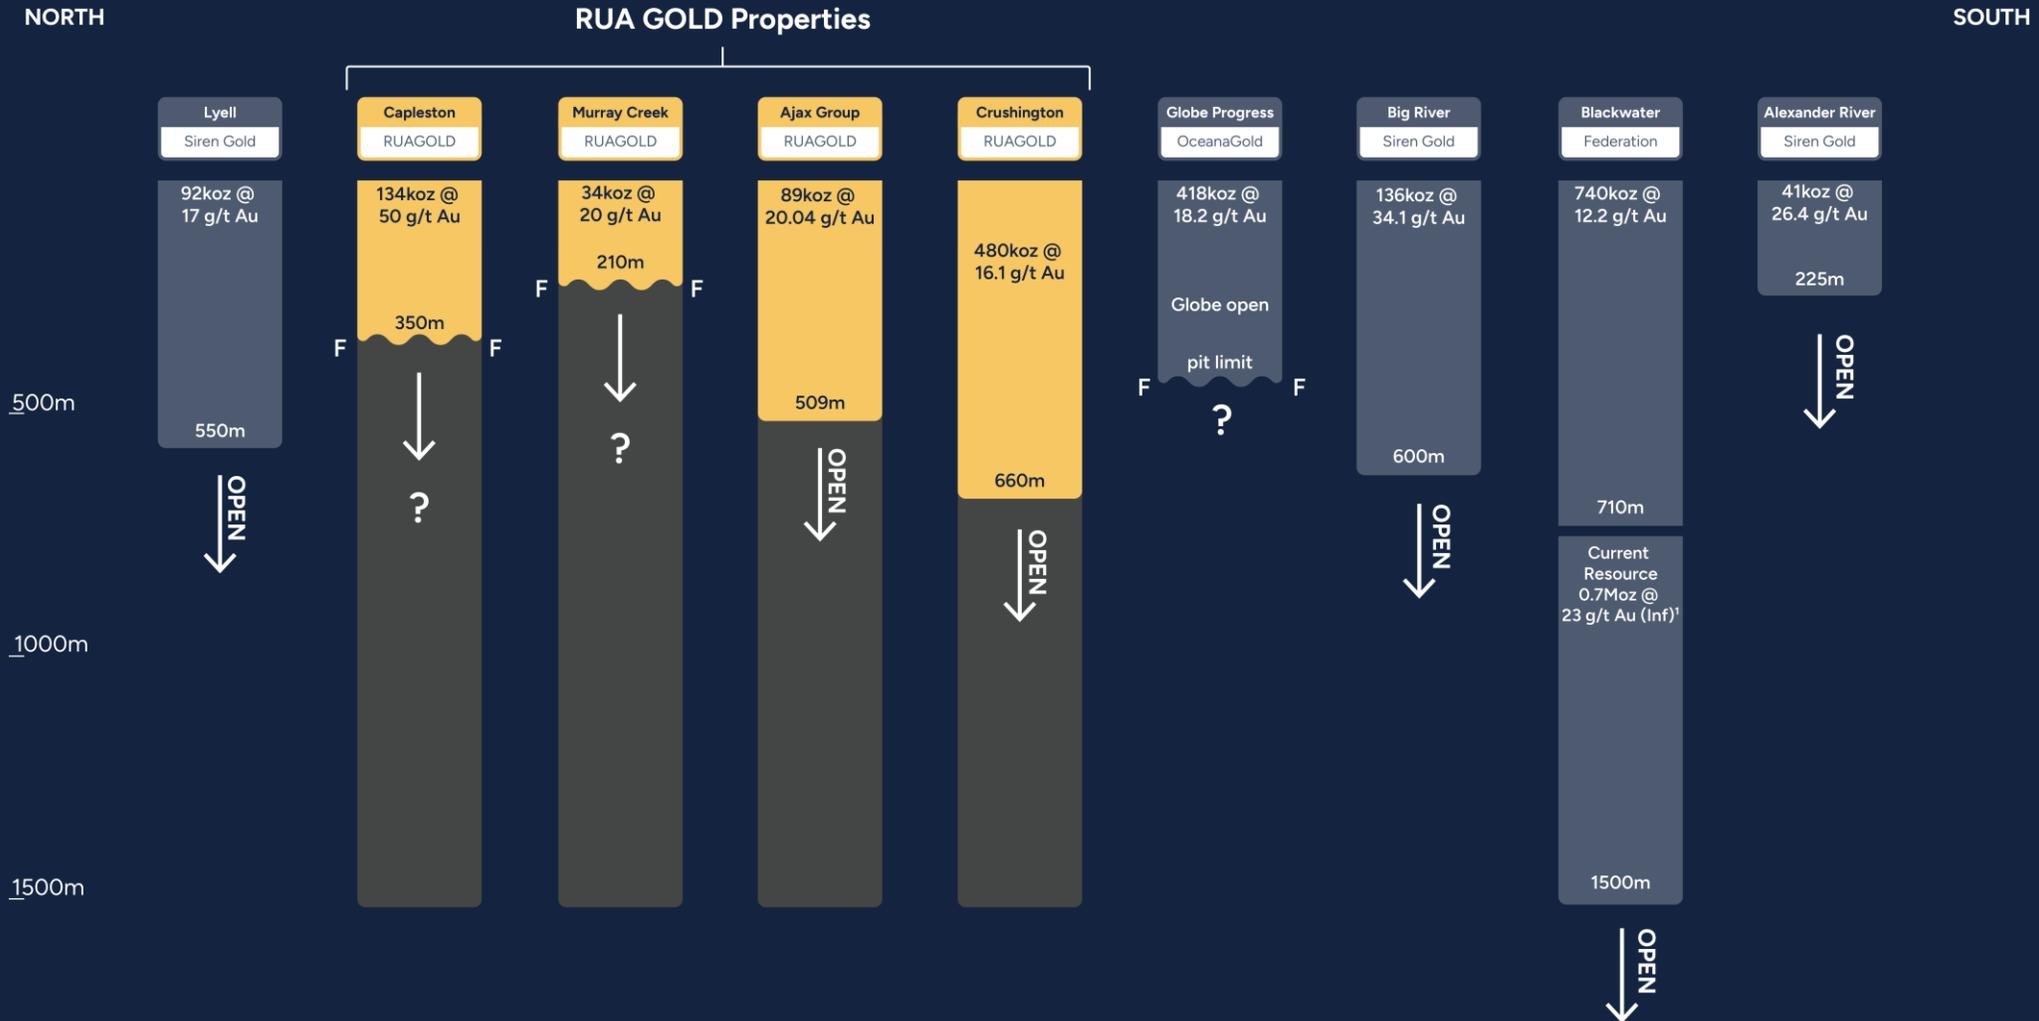 NORTH
RUA GOLD Properties
SOUTH
Lyell
Siren Gold
92koz @
17 g/t Au
550m
OPEN
Capleston
RUAGOLD
134koz @
50 g/t Au
350m
F
F
?
Murray Creek
RUAGOLD
34koz @
20 g/t Au
210m
F
F
?
Ajax Group
RUAGOLD
89koz @
20.04 g/t Au
509m
OPEN
Crushington
RUAGOLD
480koz @
16.1 g/t Au
660m
OPEN
Globe Progress
OceanaGold
418koz @
18.2 g/t Au
Globe open
pit limit
F
F
?
Big River
Siren Gold
136koz @
34.1 g/t Au
600m
OPEN
Blackwater
Federation
740koz @
12.2 g/t Au
710m
Current
Resource
0.7Moz @
23 g/t Au (Inf)¹
1500m
OPEN
Alexander River
Siren Gold
41koz @
26.4 g/t Au
225m
OPEN
500m
1000m
1500m